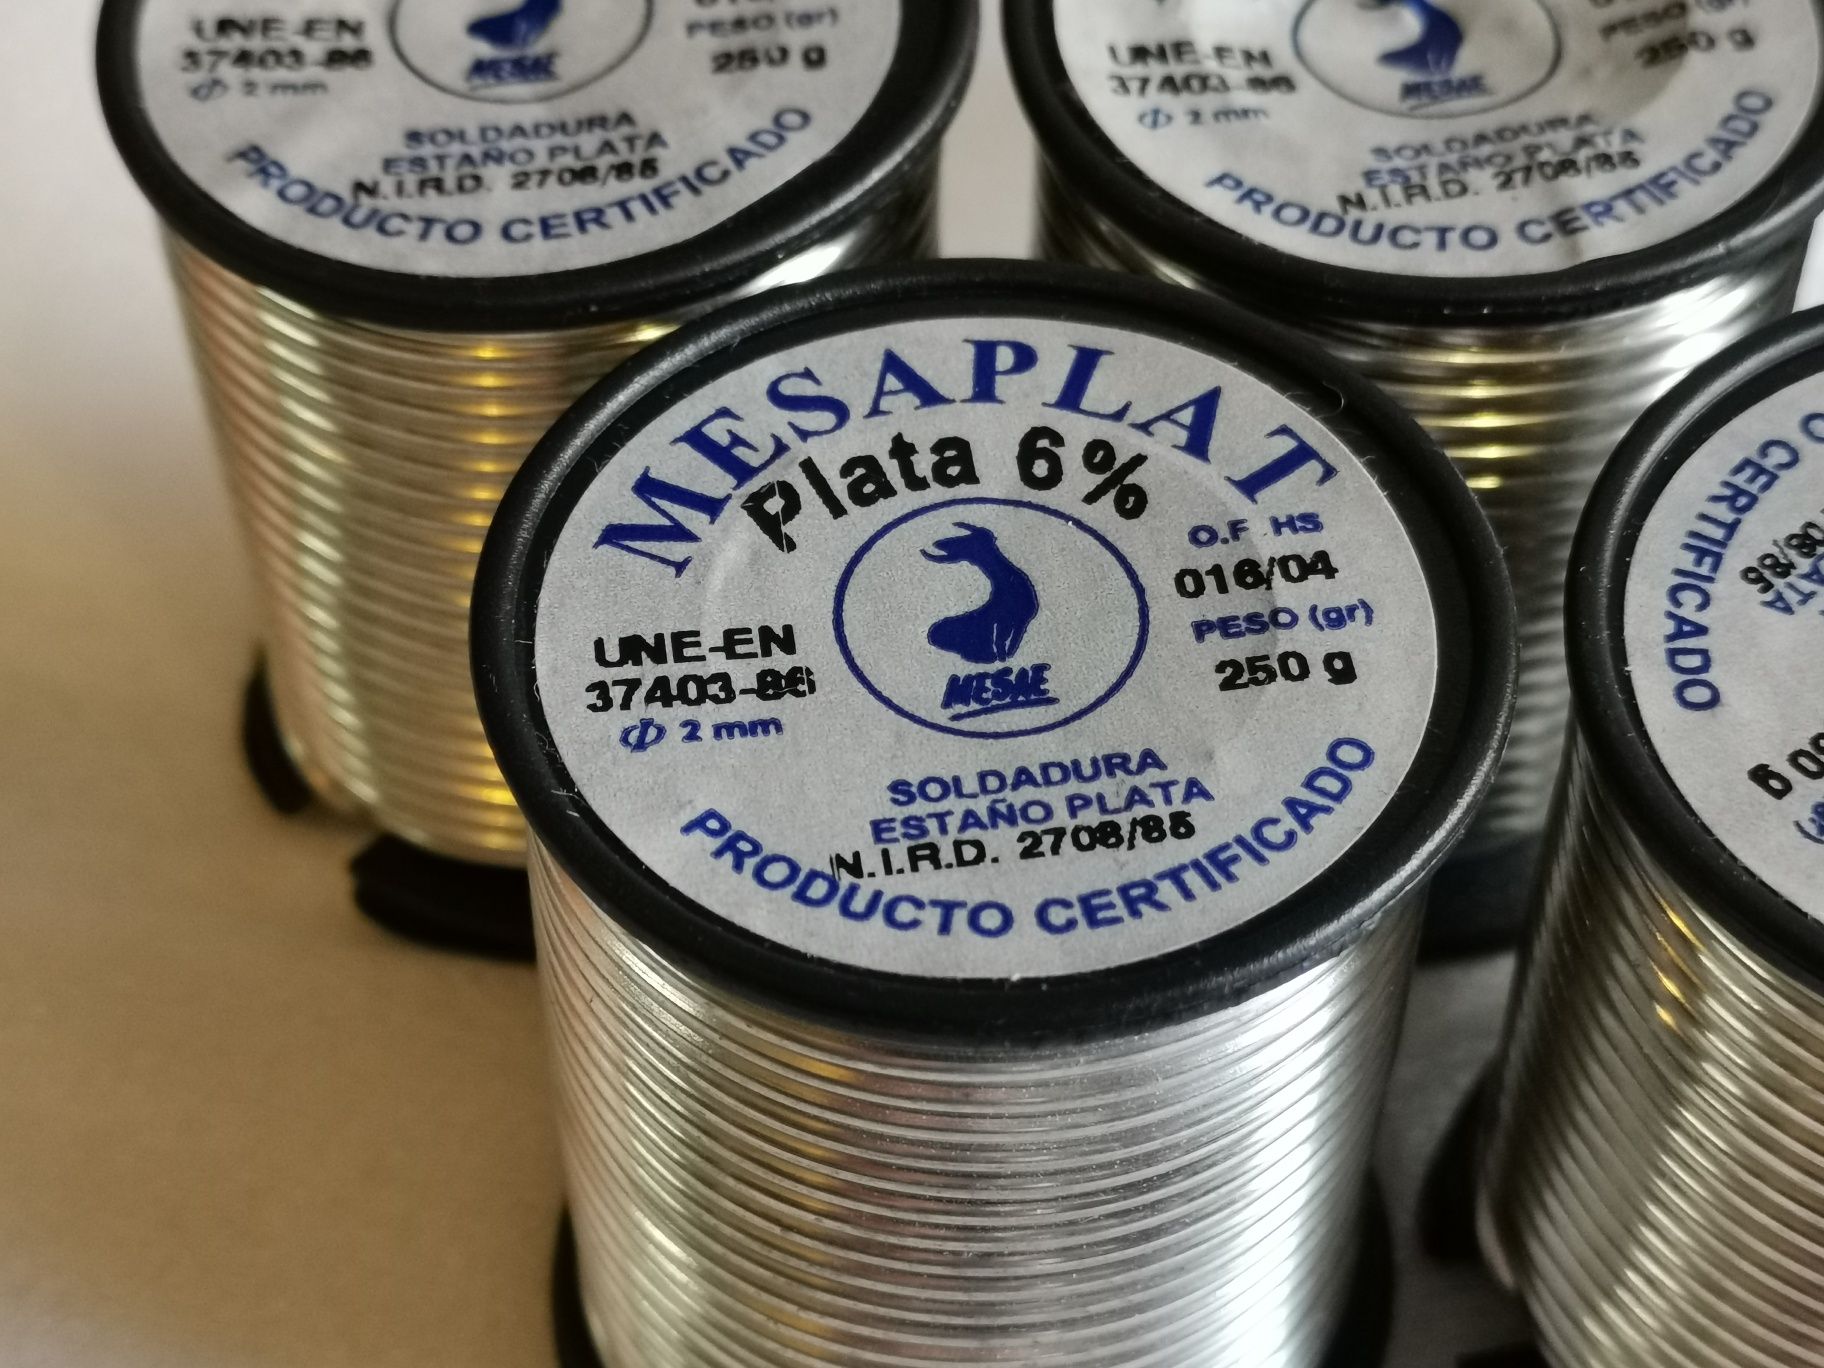 UNE-EN
37403-86
Φ 2 mm
MESAE
PESO (gr)
250 g
SOLDADURA
ESTAÑO PLATA
N.I.R.D. 2708/85
PRODUCTO CERTIFICADO
UNE-EN
37403-86
Φ 2 mm
MESAE
PESO (gr)
250 g
SOLDADURA
ESTAÑO PLATA
N.I.R.D. 2708/85
PRODUCTO CERTIFICADO
MESAPLAT
Plata 6%
O.F HS
016/04
PESO (gr)
250 g
UNE-EN
37403-86
Φ 2 mm
MESAE
SOLDADURA
ESTAÑO PLATA
N.I.R.D. 2708/85
PRODUCTO CERTIFICADO
CERTIFICADO